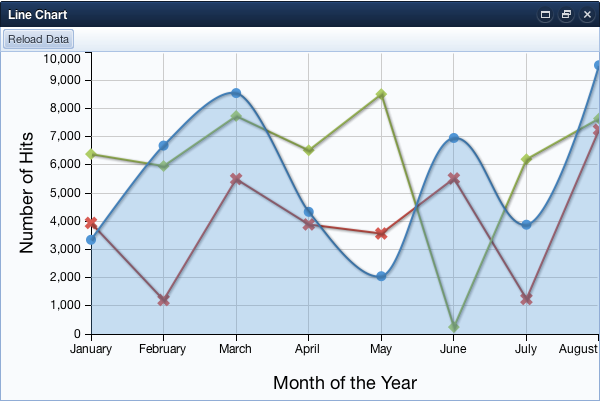 Line Chart
Reload Data
10,000
9,000
8,000
7,000
6,000
5,000
4,000
3,000
2,000
1,000
0
Number of Hits
January February March April May June July August
Month of the Year